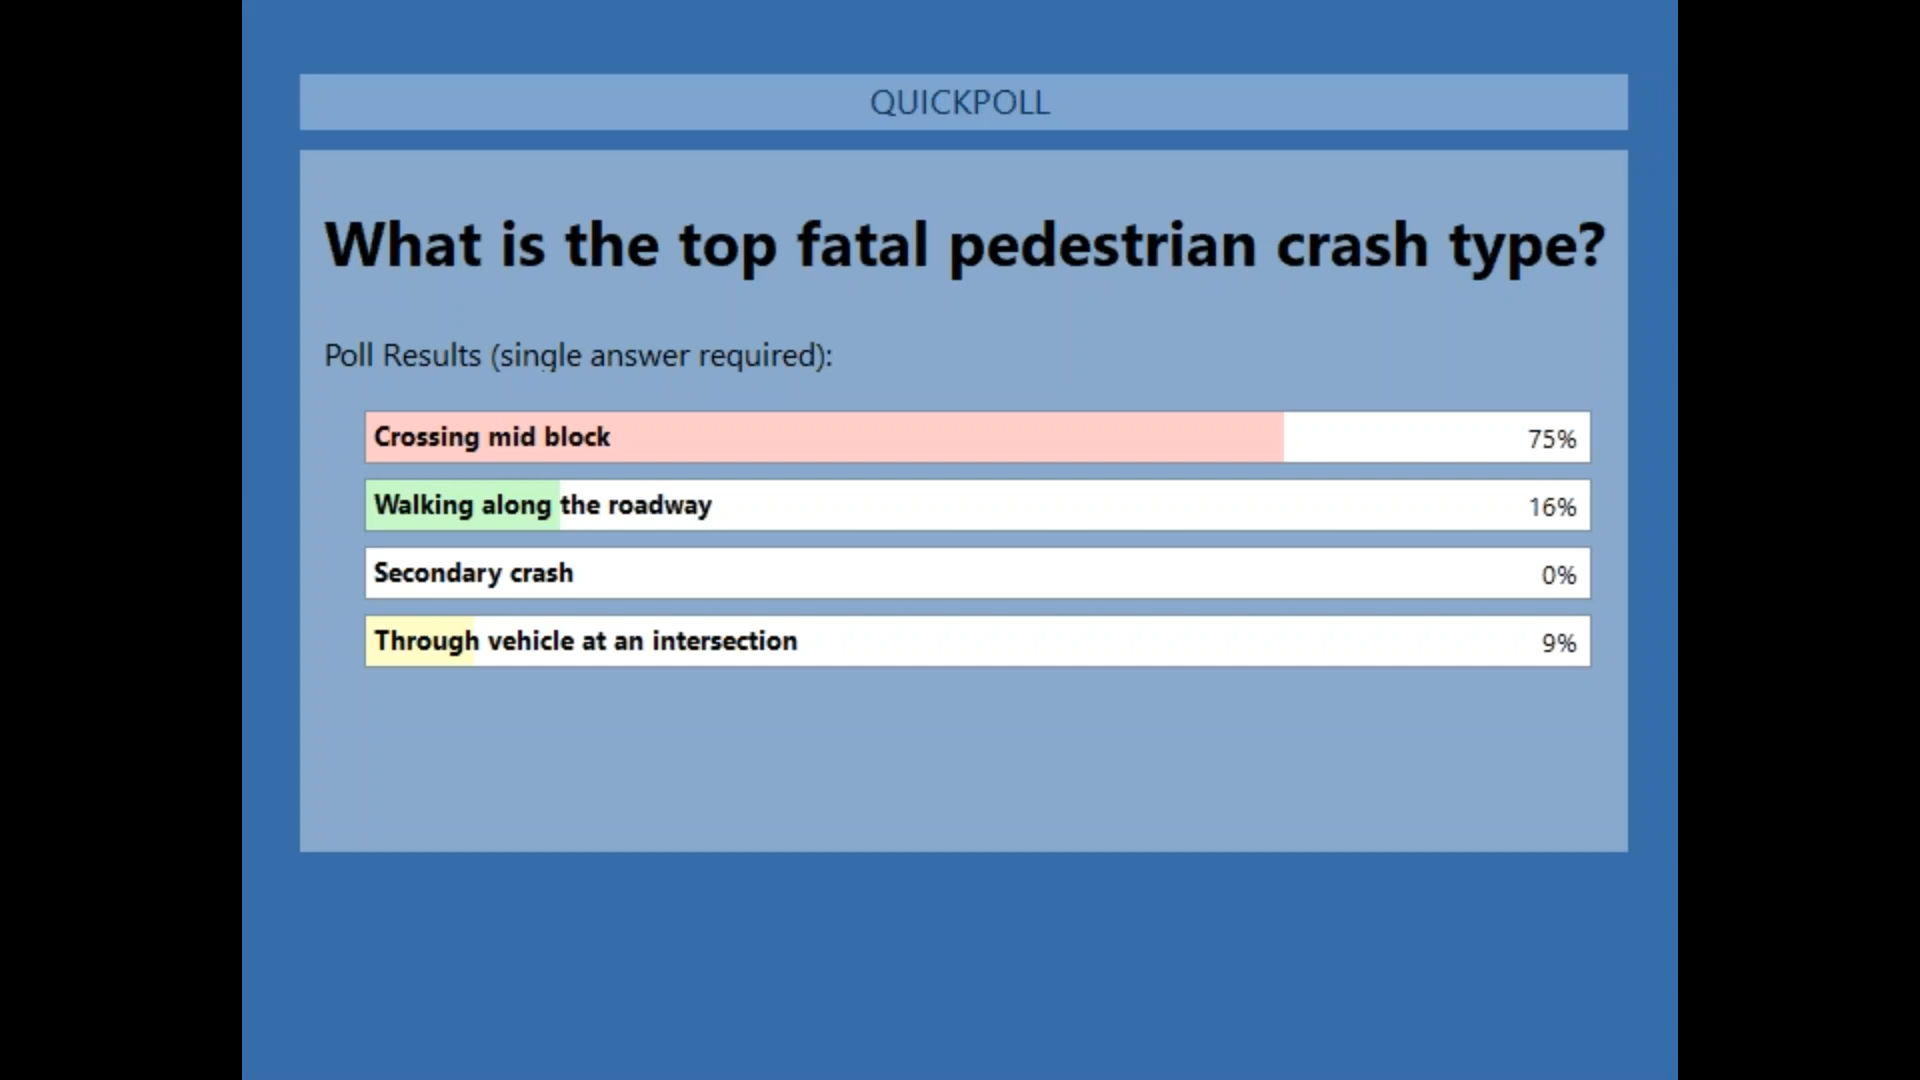 QUICKPOLL
What is the top fatal pedestrian crash type?
Poll Results (single answer required):
Crossing mid block 75%
Walking along the roadway 16%
Secondary crash 0%
Through vehicle at an intersection 9%